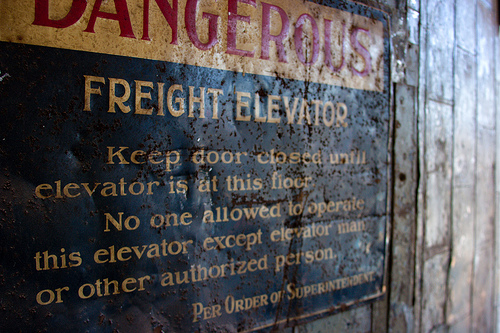 DANGEROUS
FREIGHT ELEVATOR
Keep door closed until
elevator is at this floor
No one allowed to operate
this elevator except elevator man
or other authorized person.
PER ORDER OF SUPERINTENDENT